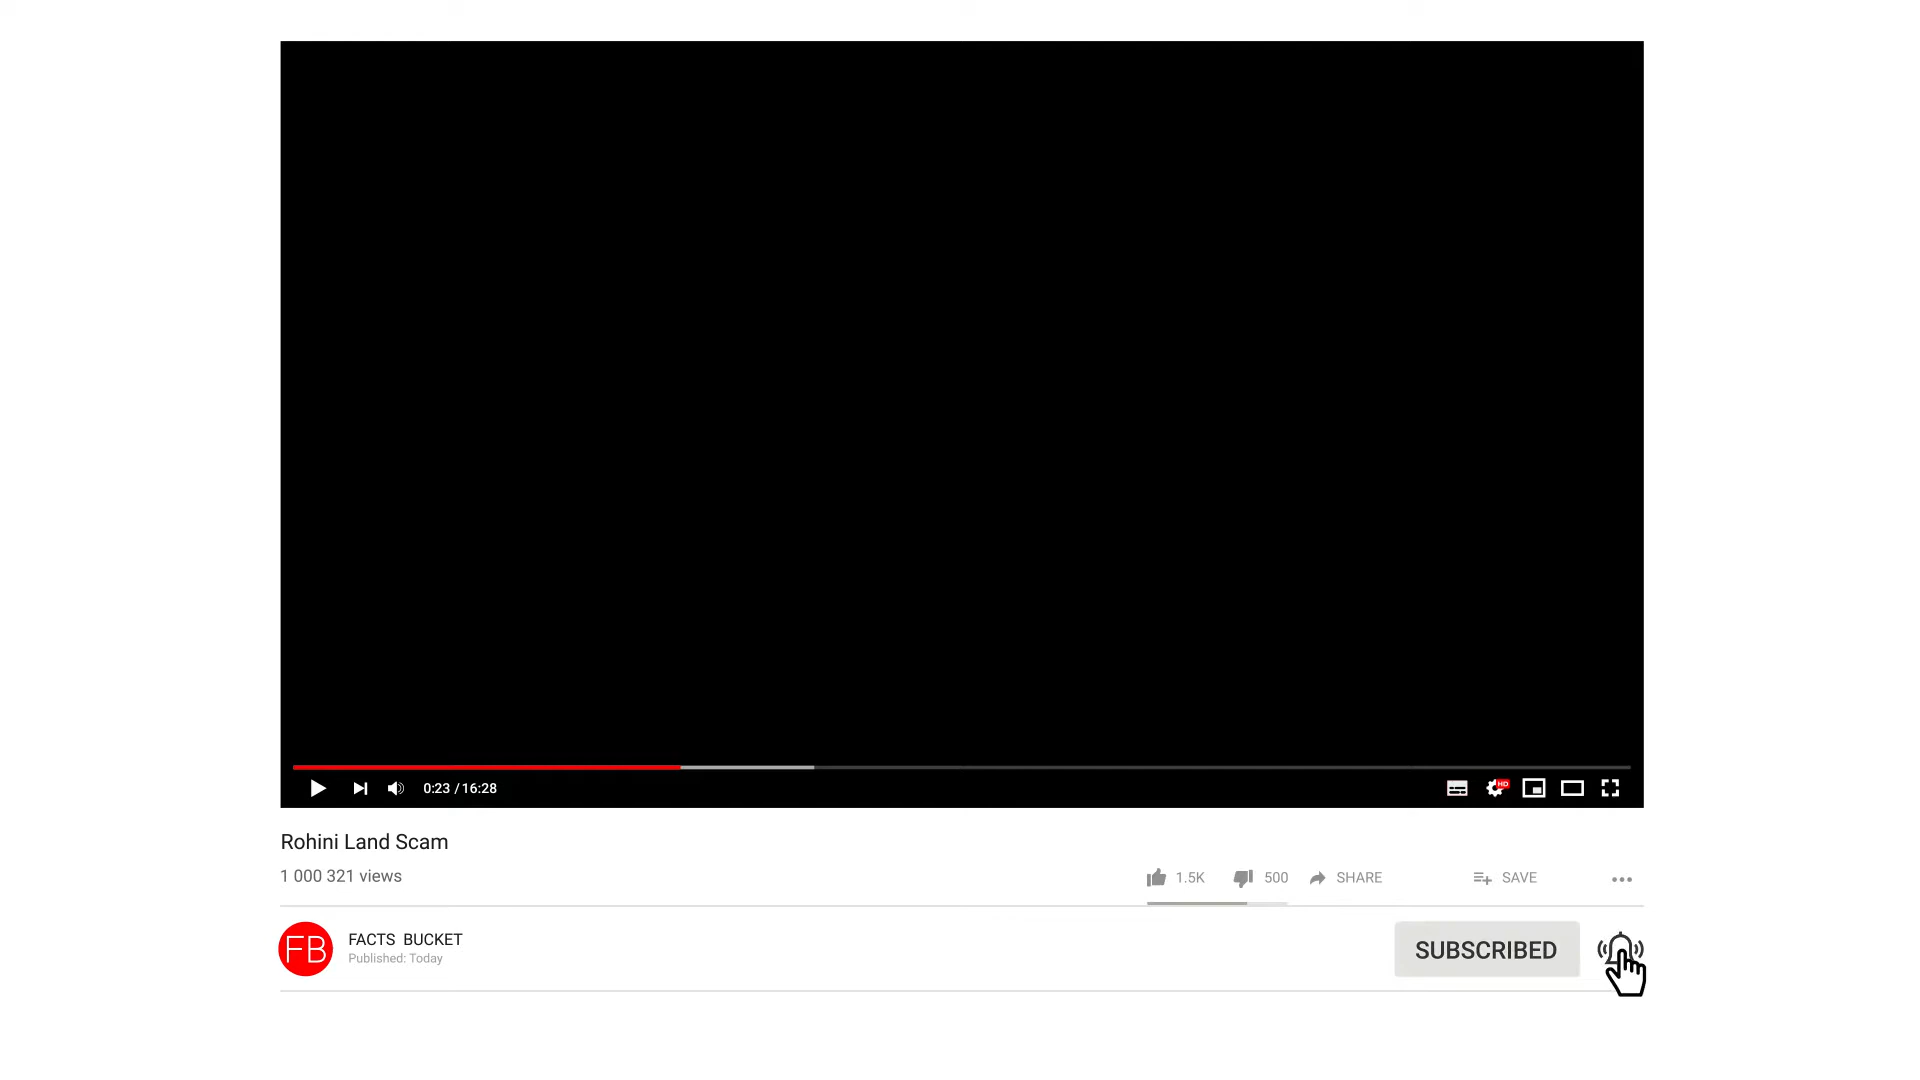 HD
0:23 / 16:28
Rohini Land Scam
1 000 321 views
1.5K 500 SHARE SAVE
FB
FACTS BUCKET
Published: Today
SUBSCRIBED